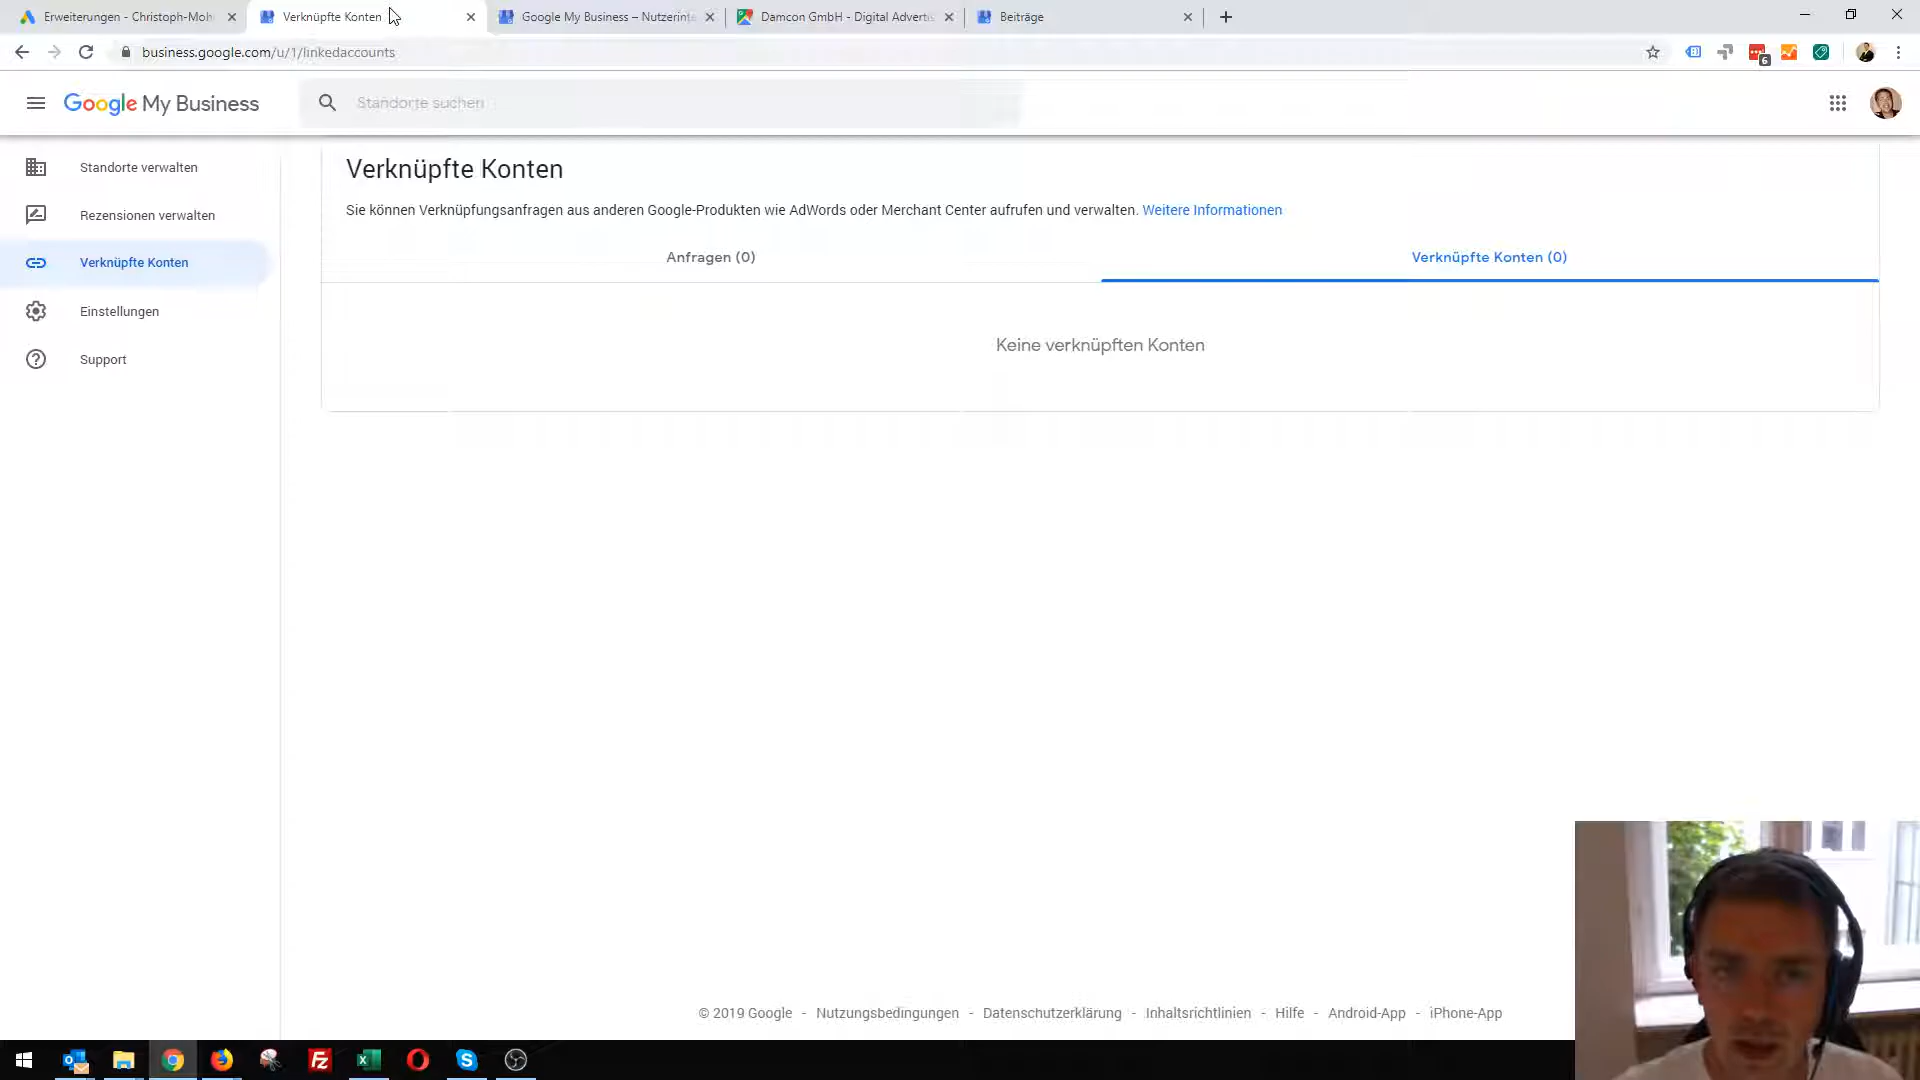 Erweiterungen - Christoph-Moh
Verknüpfte Konten
Google My Business – Nutzerinte
Damcon GmbH - Digital Adverti
Beiträge
business.google.com/u/1/linkedaccounts
6
Google My Business
Standorte suchen
Standorte verwalten
Rezensionen verwalten
Verknüpfte Konten
Einstellungen
Support
Verknüpfte Konten
Sie können Verknüpfungsanfragen aus anderen Google-Produkten wie AdWords oder Merchant Center aufrufen und verwalten. Weitere Informationen
Anfragen (0)
Verknüpfte Konten (0)
Keine verknüpften Konten
© 2019 Google - Nutzungsbedingungen - Datenschutzerklärung - Inhaltsrichtlinien - Hilfe - Android-App - iPhone-App